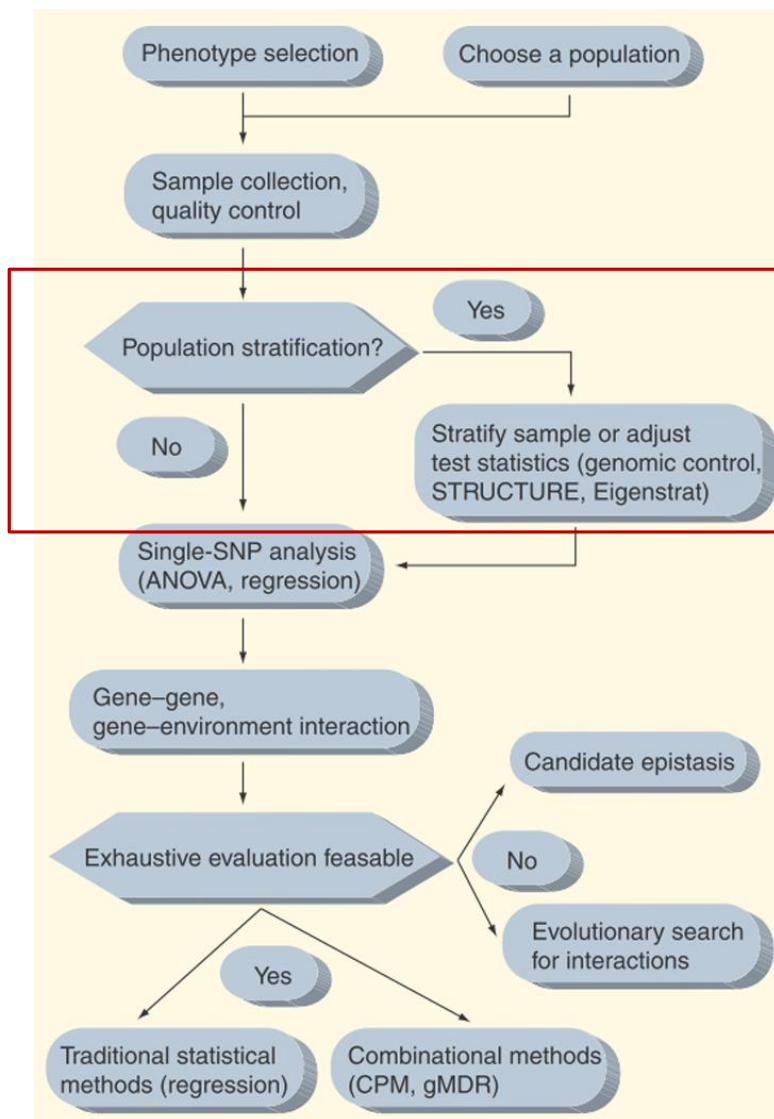 Phenotype selection
Choose a population
Sample collection,
quality control
Population stratification?
Yes
No
Stratify sample or adjust
test statistics (genomic control,
STRUCTURE, Eigenstrat)
Single-SNP analysis
(ANOVA, regression)
Gene–gene,
gene–environment interaction
Candidate epistasis
Exhaustive evaluation feasable
No
Evolutionary search
for interactions
Yes
Traditional statistical
methods (regression)
Combinational methods
(CPM, gMDR)